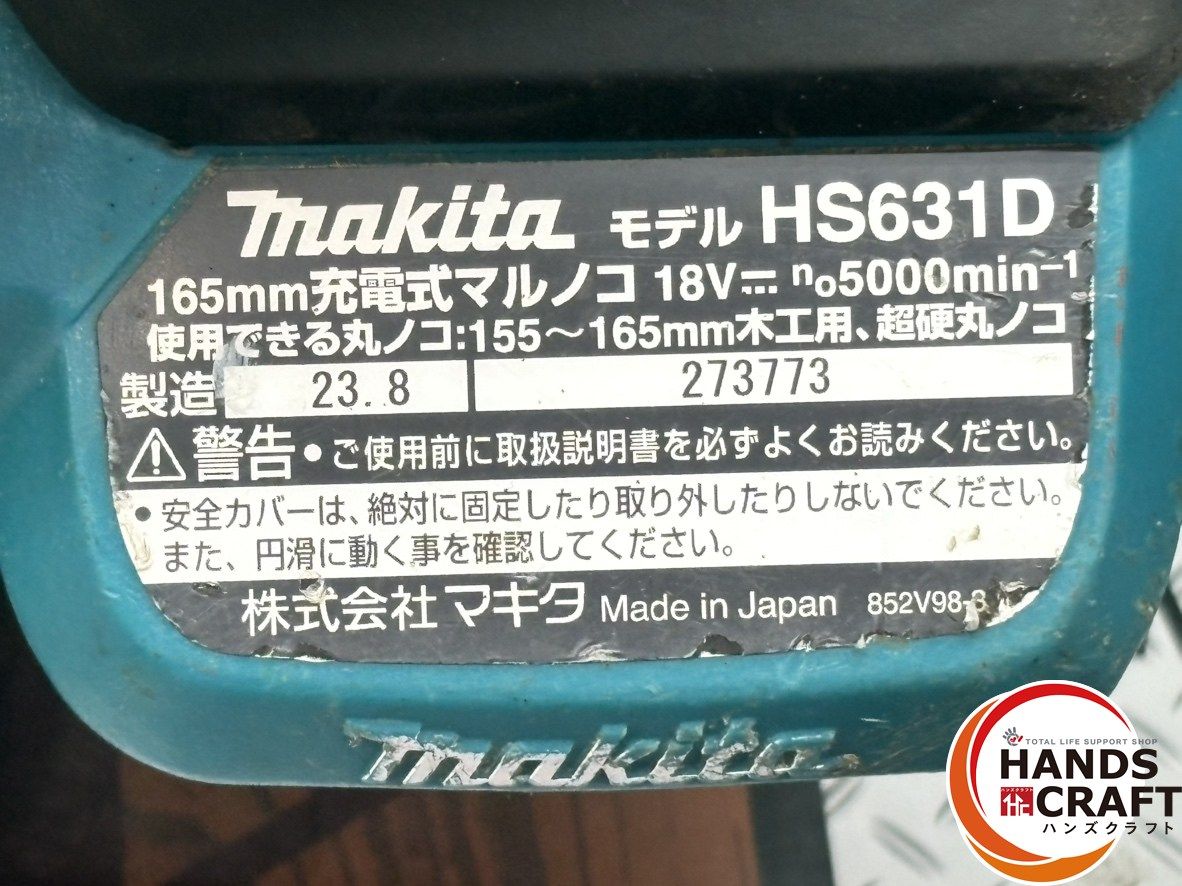 makita モデル HS631D
165mm充電式マルノコ 18V⎓ n₀5000min⁻¹
使用できる丸ノコ:155～165mm木工用、超硬丸ノコ
製造 23.8 273773
⚠警告 •ご使用前に取扱説明書を必ずよくお読みください。
•安全カバーは、絶対に固定したり取り外したりしないでください。
また、円滑に動く事を確認してください。
株式会社マキタ Made in Japan 852V98-
makita
TOTAL LIFE SUPPORT SHOP
HANDS
ハンズクラフト
CRAFT
ハンズクラフト